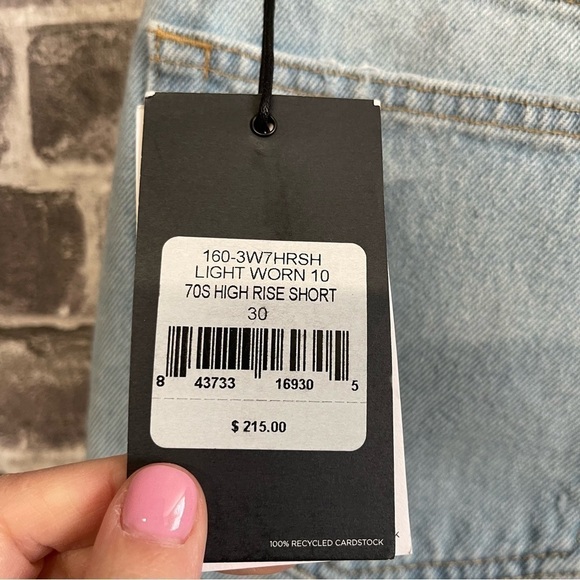 160-3W7HRSH
LIGHT WORN 10
70S HIGH RISE SHORT
30
8 43733 16930 5
$ 215.00
100% RECYCLED CARDSTOCK
K